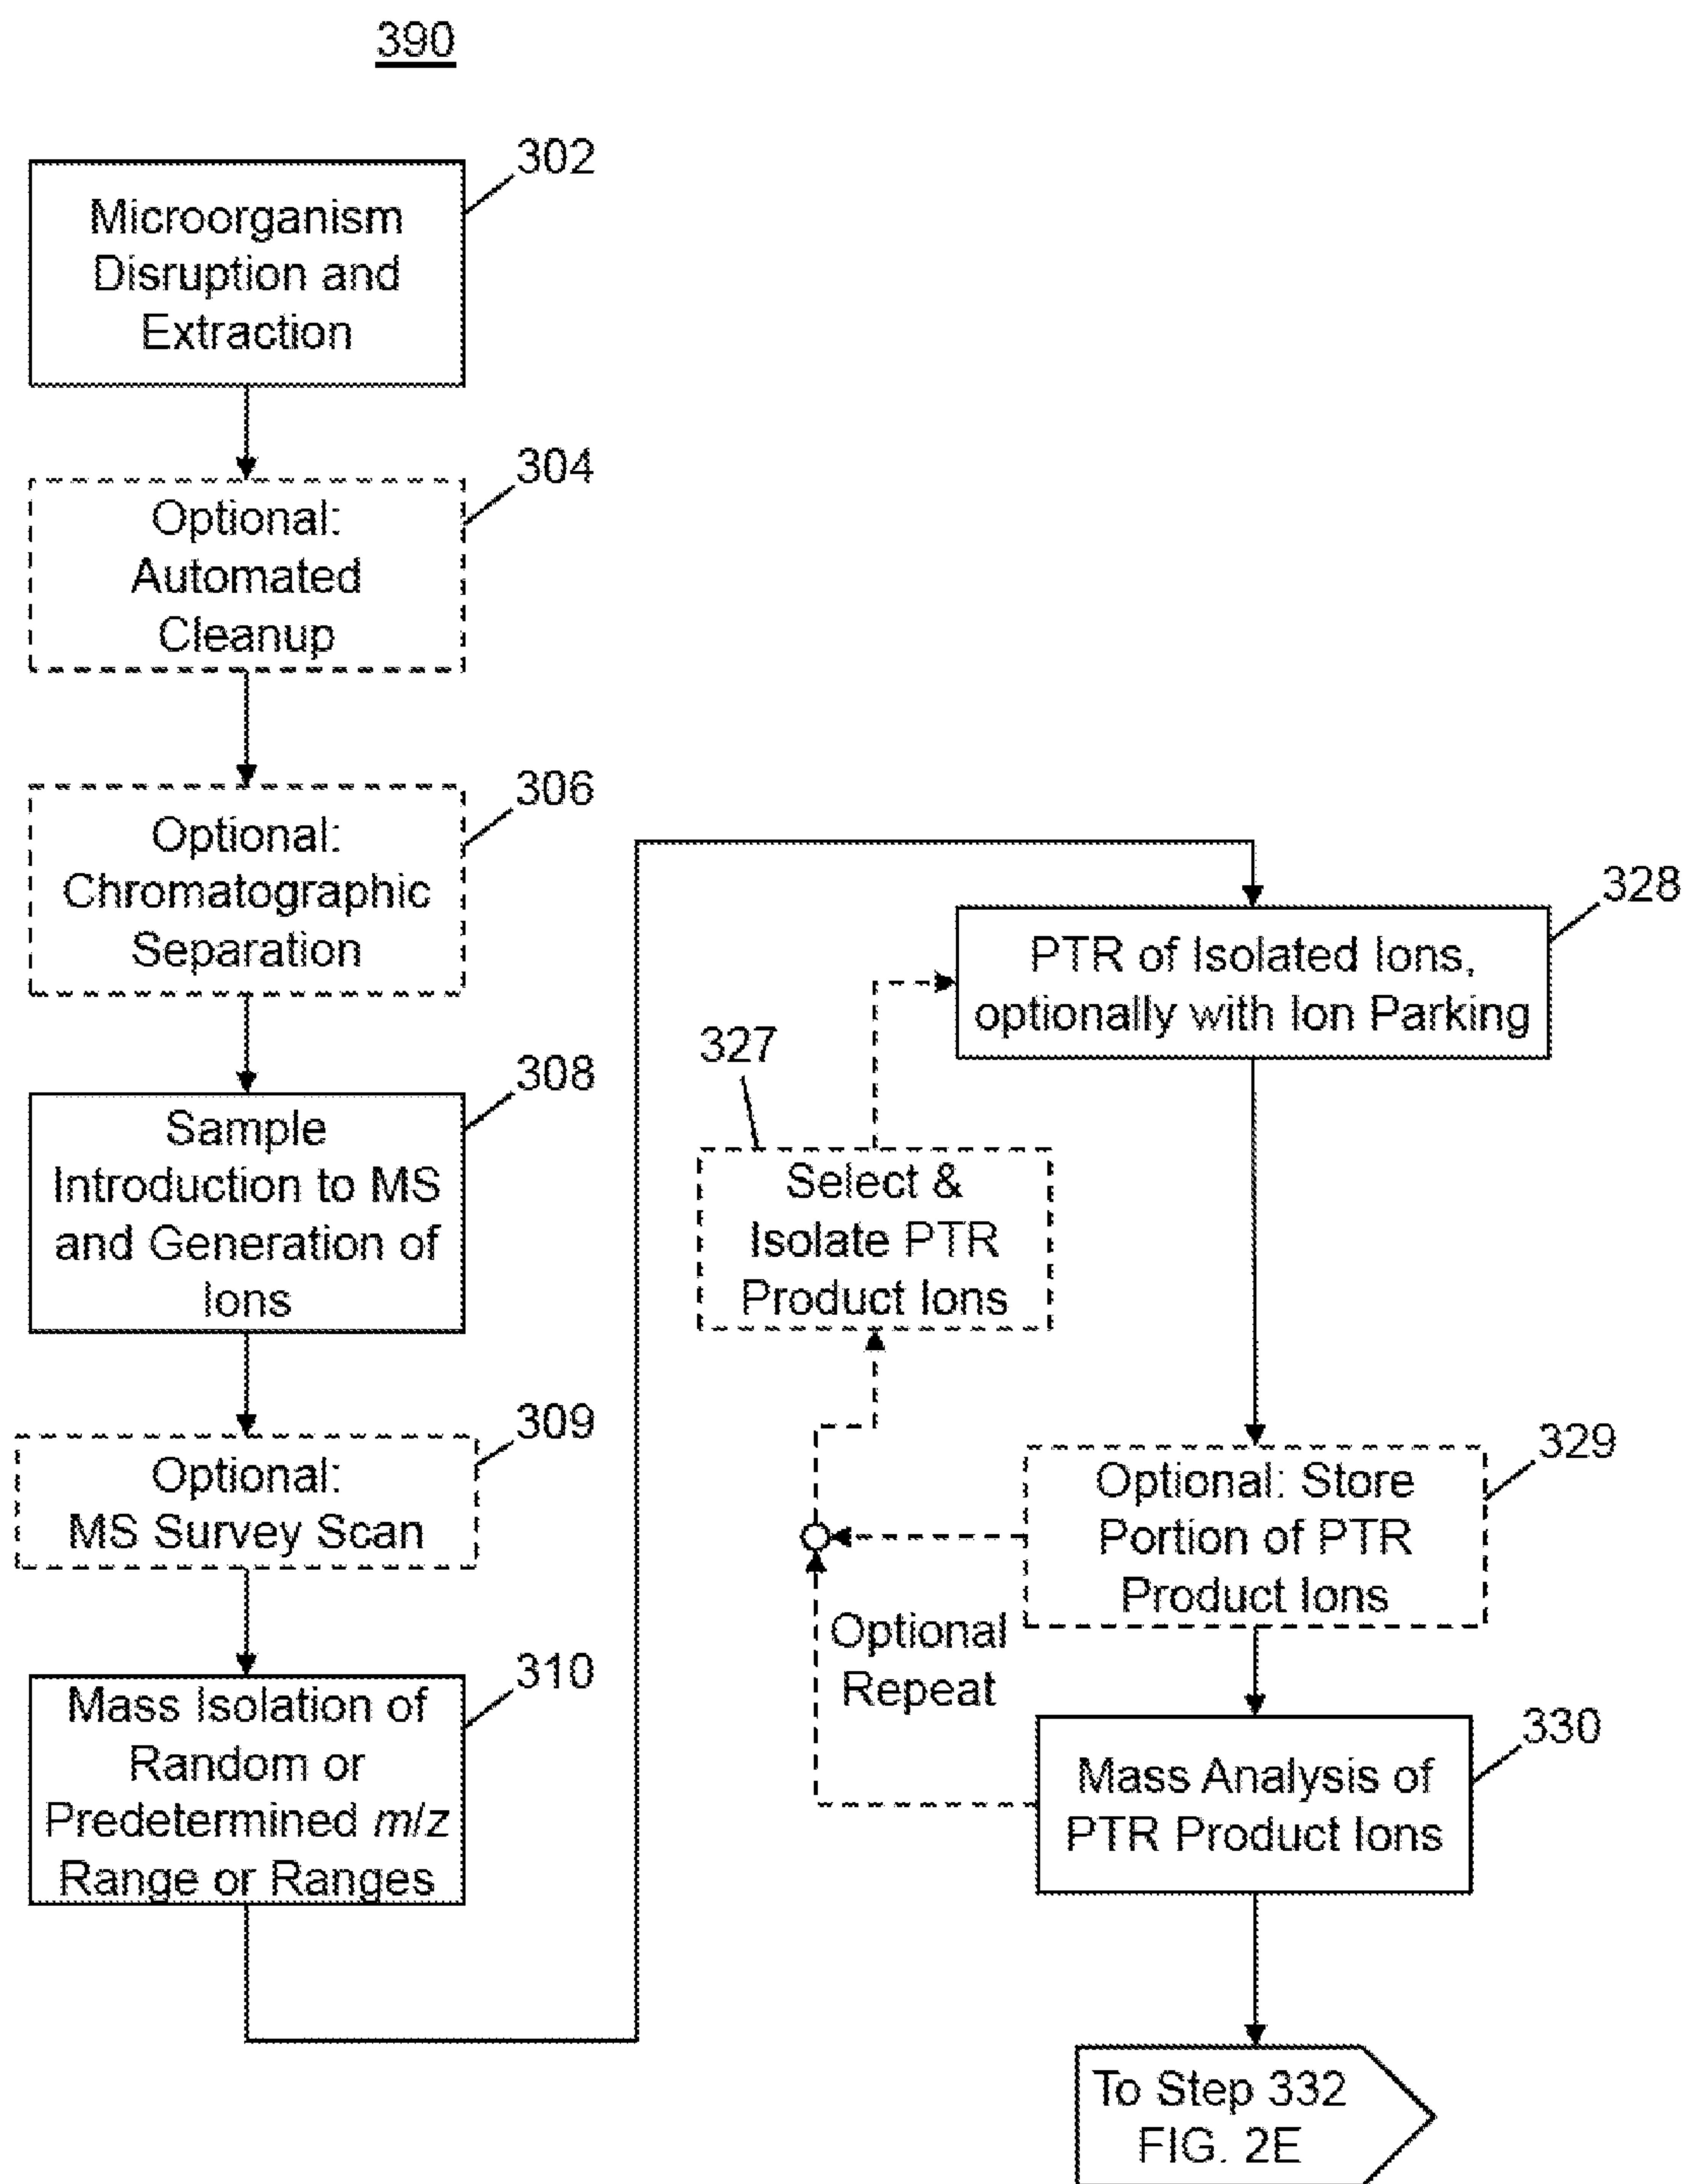 390
302
Microorganism
Disruption and
Extraction
304
Optional:
Automated
Cleanup
306
Optional:
Chromatographic
Separation
308
Sample
Introduction to MS
and Generation of
Ions
309
Optional:
MS Survey Scan
310
Mass Isolation of
Random or
Predetermined m/z
Range or Ranges
328
PTR of Isolated Ions,
optionally with Ion Parking
327
Select &
Isolate PTR
Product Ions
329
Optional: Store
Portion of PTR
Product Ions
Optional
Repeat
330
Mass Analysis of
PTR Product Ions
To Step 332
FIG. 2E